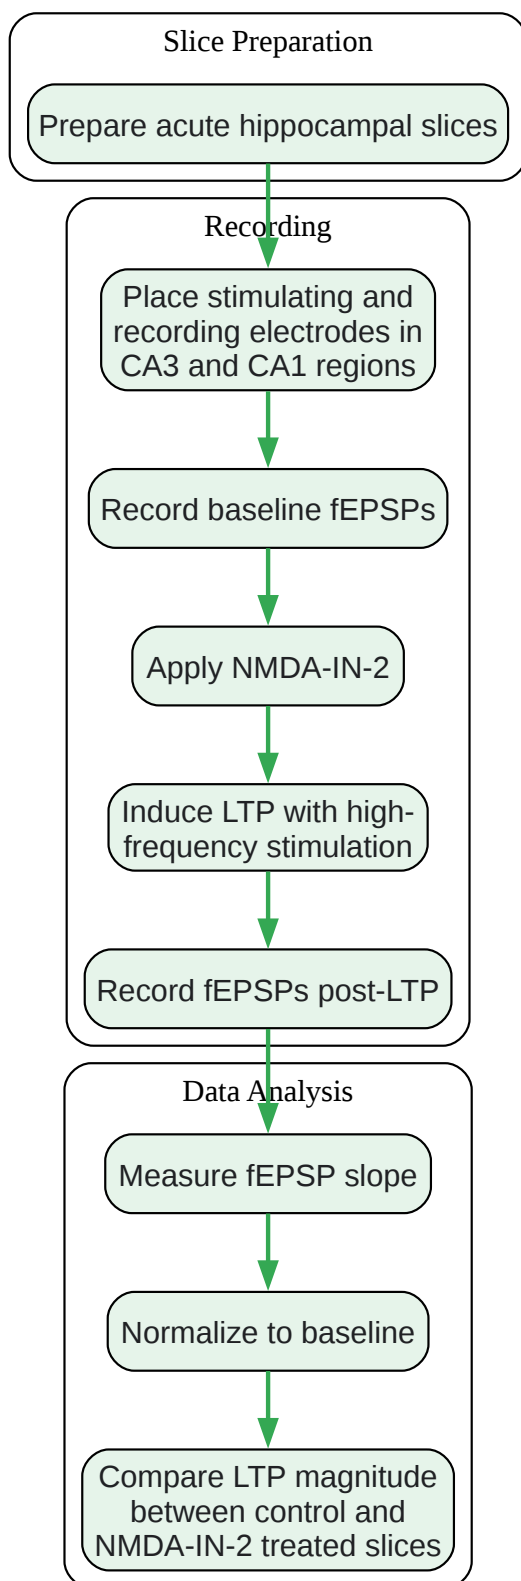 Slice Preparation
Prepare acute hippocampal slices
Recording
Place stimulating and
recording electrodes in
CA3 and CA1 regions
Record baseline fEPSPs
Apply NMDA-IN-2
Induce LTP with high-
frequency stimulation
Record fEPSPs post-LTP
Data Analysis
Measure fEPSP slope
Normalize to baseline
Compare LTP magnitude
between control and
NMDA-IN-2 treated slices